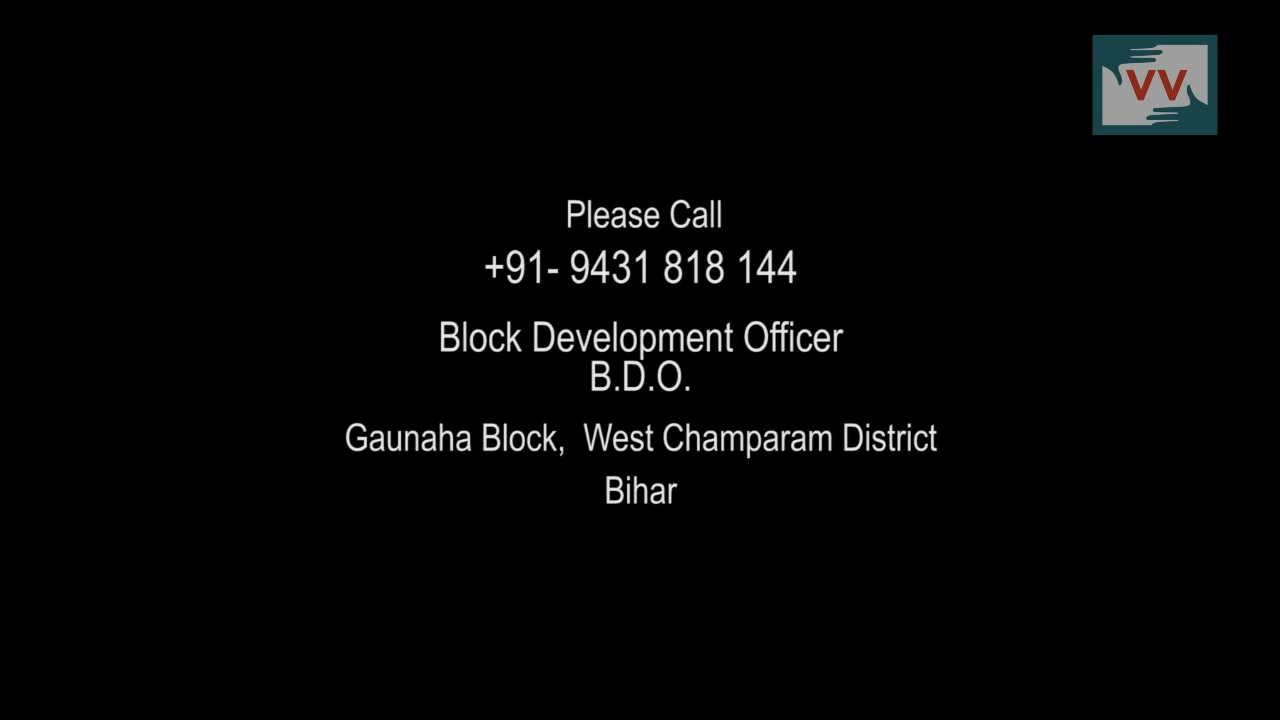 VV
Please Call
+91- 9431 818 144
Block Development Officer
B.D.O.
Gaunaha Block,  West Champaram District
Bihar